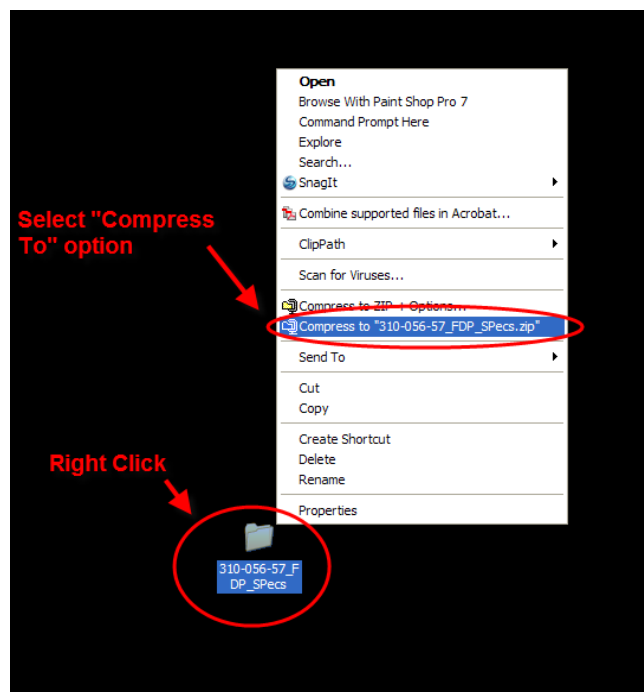 Open
Browse With Paint Shop Pro 7
Command Prompt Here
Explore
Search...
SnagIt
Combine supported files in Acrobat...
ClipPath
Scan for Viruses...
Compress to ZIP + Options...
Compress to "310-056-57_FDP_SPecs.zip"
Send To
Cut
Copy
Create Shortcut
Delete
Rename
Properties
Select "Compress
To" option
Right Click
310-056-57_F
DP_SPecs